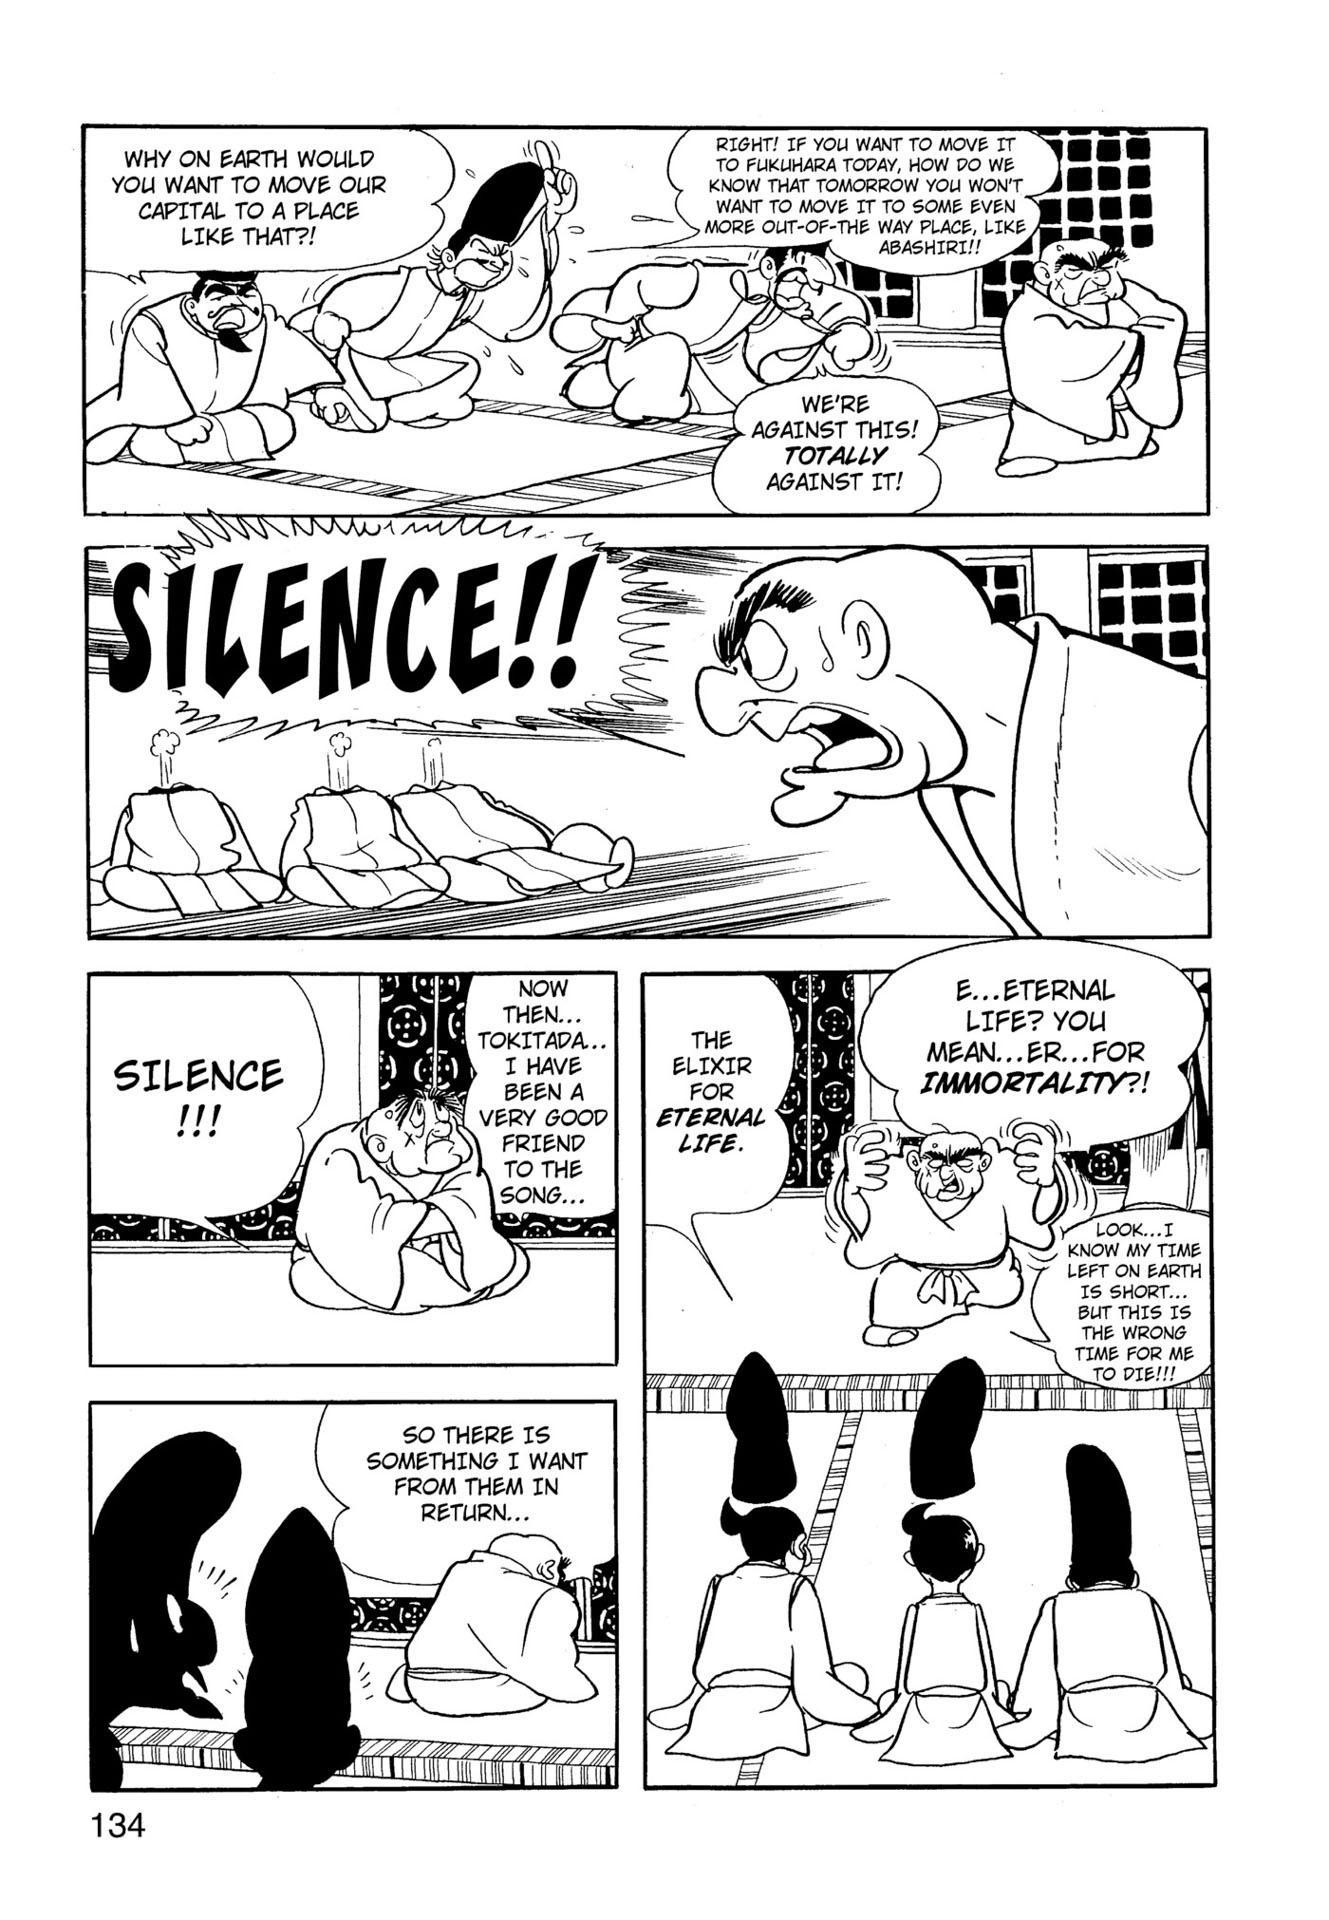 WHY ON EARTH WOULD
YOU WANT TO MOVE OUR
CAPITAL TO A PLACE
LIKE THAT?!
RIGHT! IF YOU WANT TO MOVE IT
TO FUKUHARA TODAY, HOW DO WE
KNOW THAT TOMORROW YOU WON'T
WANT TO MOVE IT TO SOME EVEN
MORE OUT-OF-THE WAY PLACE, LIKE
ABASHIRI!!
WE'RE
AGAINST THIS!
TOTALLY
AGAINST IT!
SILENCE!!
SILENCE
!!!
NOW
THEN...
TOKITADA...
I HAVE
BEEN A
VERY GOOD
FRIEND
TO THE
SONG...
SO THERE IS
SOMETHING I WANT
FROM THEM IN
RETURN...
THE
ELIXIR
FOR
ETERNAL
LIFE.
E...ETERNAL
LIFE? YOU
MEAN...ER...FOR
IMMORTALITY?!
LOOK...I
KNOW MY TIME
LEFT ON EARTH
IS SHORT...
BUT THIS IS
THE WRONG
TIME FOR ME
TO DIE!!!
134